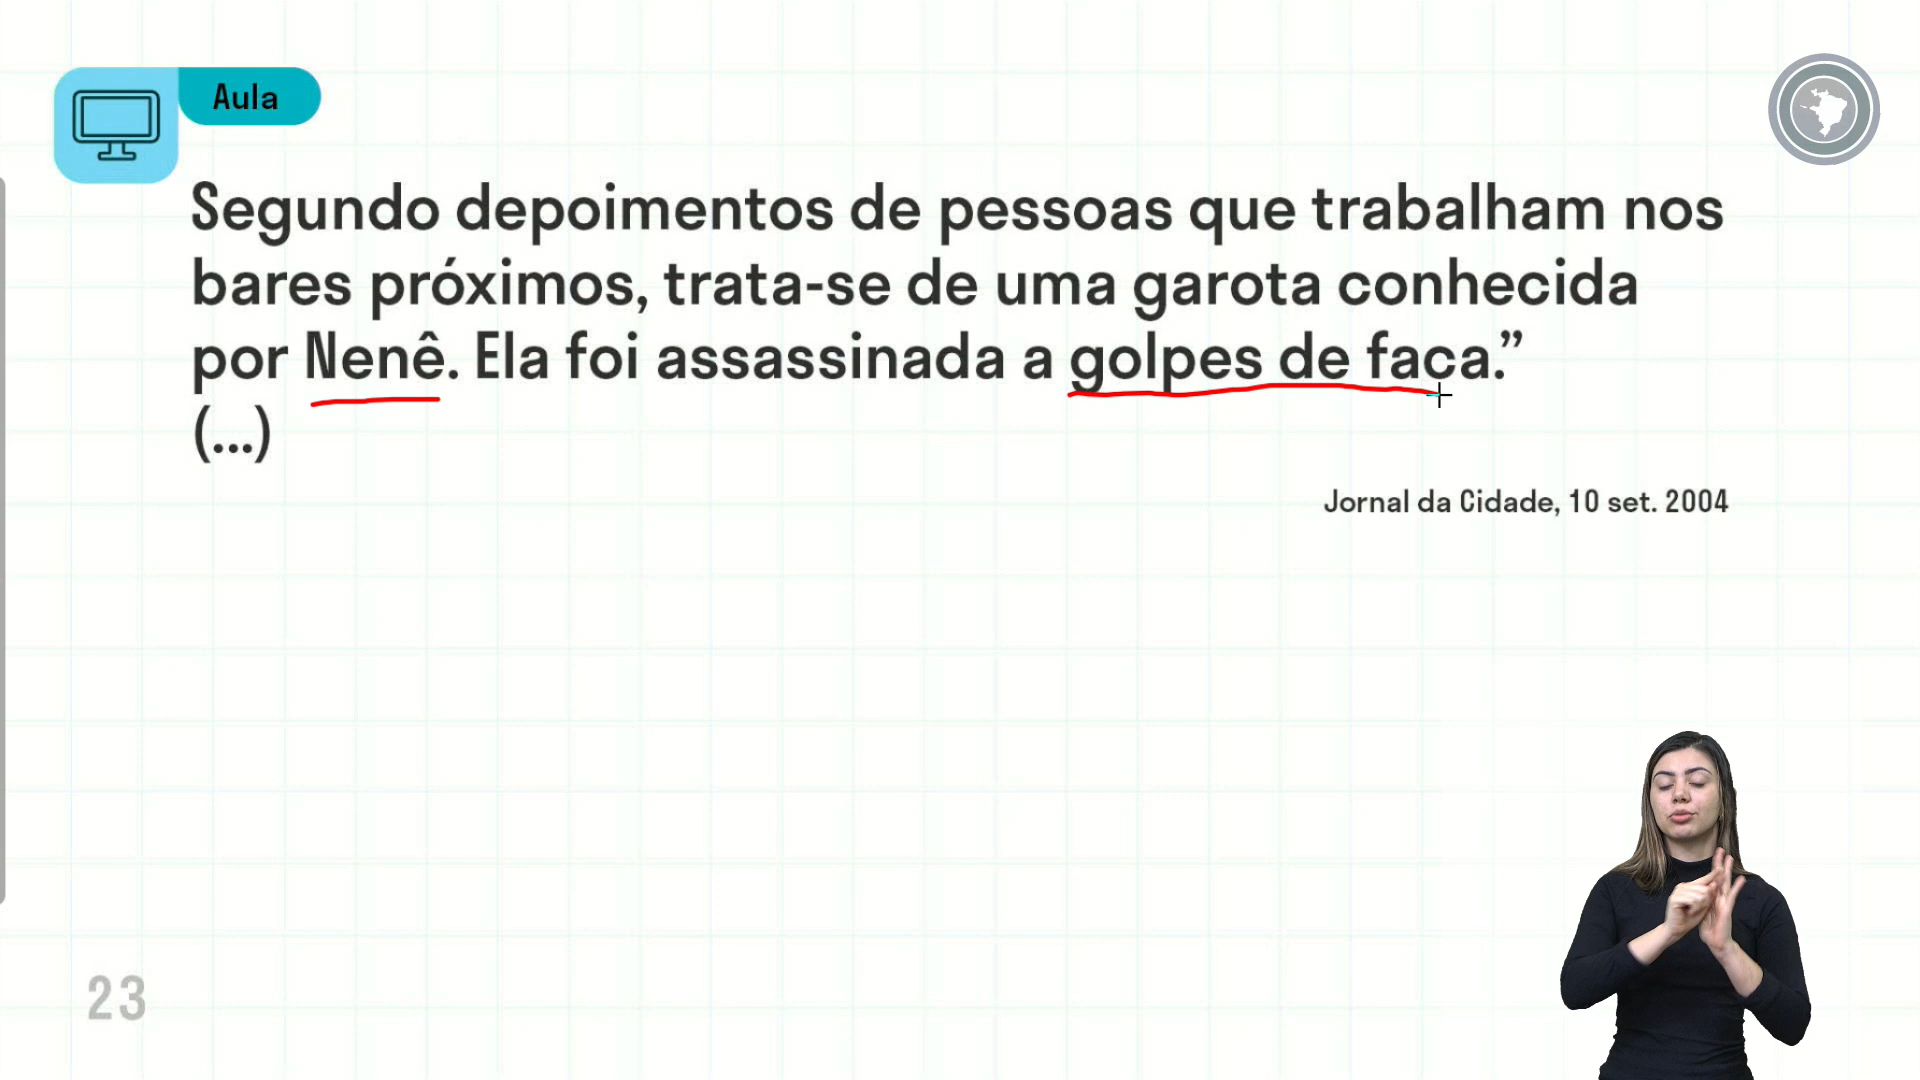 Aula
Segundo depoimentos de pessoas que trabalham nos
bares próximos, trata-se de uma garota conhecida
por Nenê. Ela foi assassinada a golpes de faca.”
(...)
Jornal da Cidade, 10 set. 2004
23